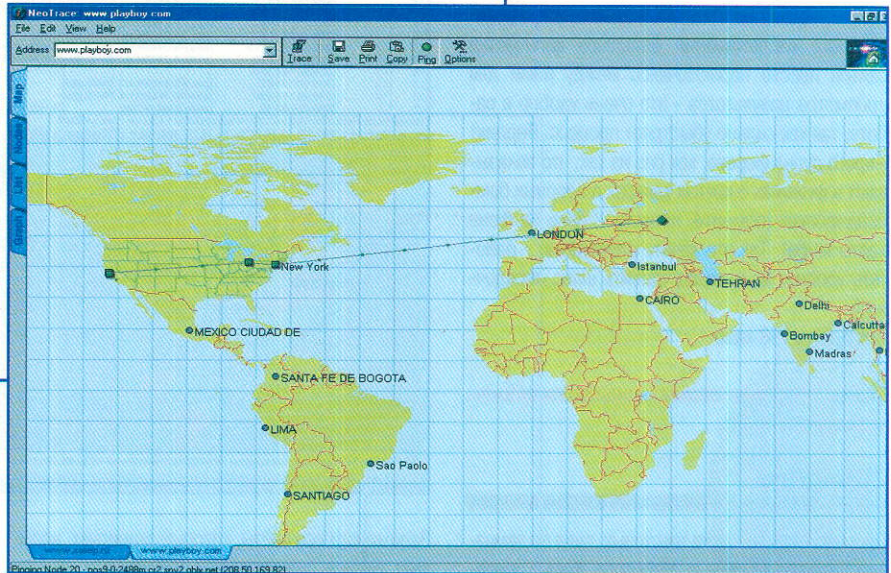 NeoTrace: www.playboy.com
File Edit View Help
Address www.playboy.com
Trace Save Print Copy Ping Options
Map
Nodes
List
Graph
LONDON
New York
Istanbul
TEHRAN
CAIRO
Delhi
MEXICO CIUDAD DE
Calcutta
Bombay
Madras
SANTA FE DE BOGOTA
LIMA
Sao Paolo
SANTIAGO
www.playboy.com